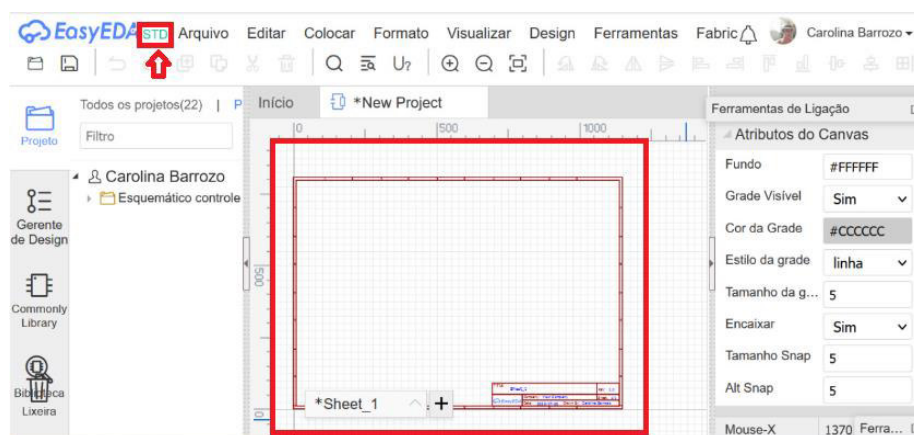 EasyEDA STD Arquivo Editar Colocar Formato Visualizar Design Ferramentas Fabric Carolina Barrozo
U?
Projeto
Todos os projetos(22) | P
Filtro
Carolina Barrozo
Esquemático controle
Gerente
de Design
Commonly
Library
Biblioteca
Lixeira
Início *New Project
0 500 1000
500
0
Sheet_1
*Sheet_1 +
Ferramentas de Ligação
Atributos do Canvas
Fundo #FFFFFF
Grade Visível Sim
Cor da Grade #CCCCCC
Estilo da grade linha
Tamanho da g... 5
Encaixar Sim
Tamanho Snap 5
Alt Snap 5
Mouse-X 1370 Ferra...